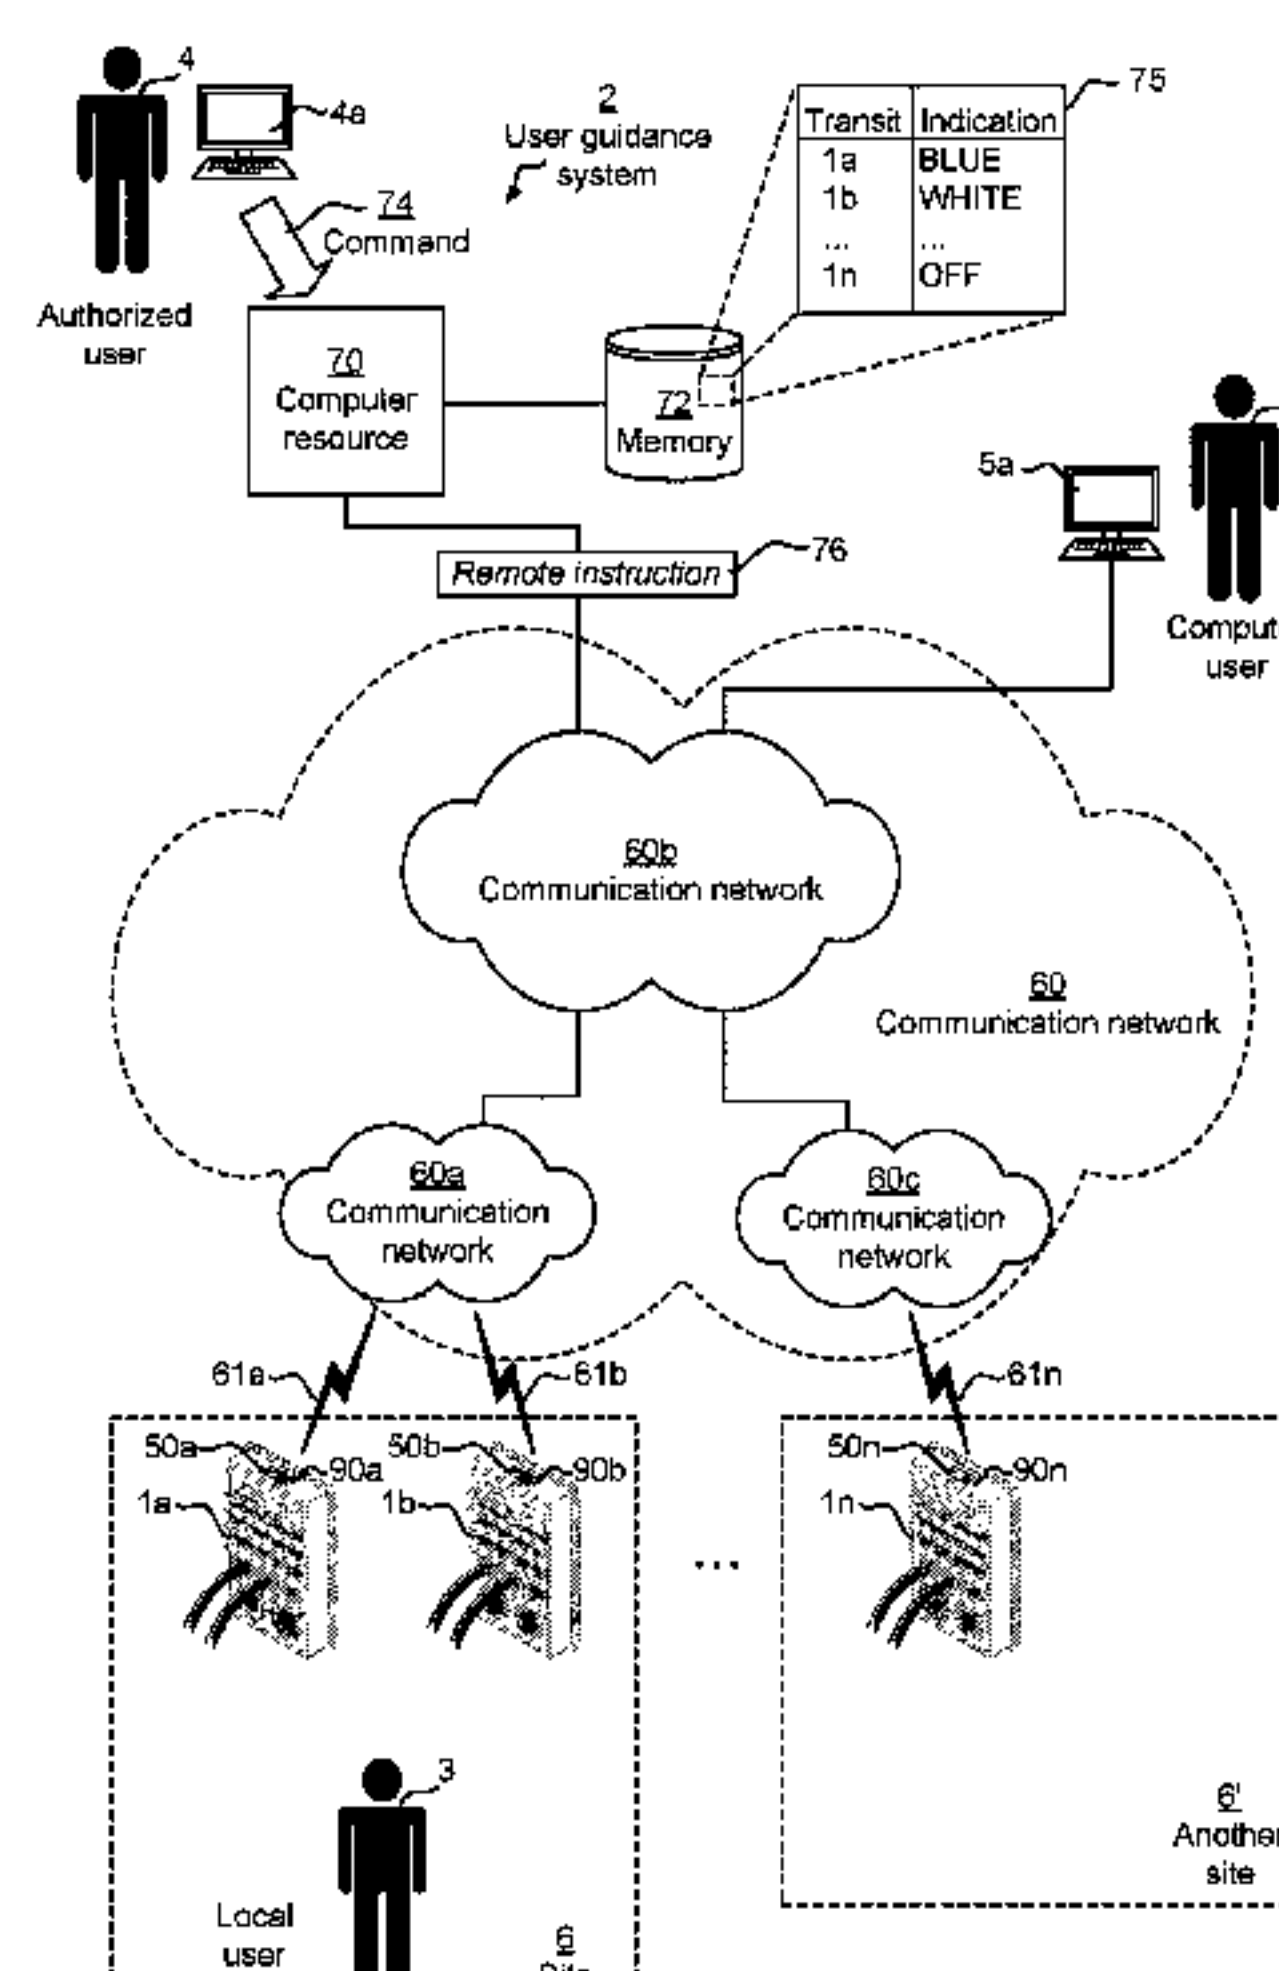 4
4a
2
User guidance
system
75
Transit Indication
1a BLUE
1b WHITE
... ...
1n OFF
74
Command
Authorized
user
70
Computer
resource
72
Memory
5a
76
Remote instruction
user
60b
Communication network
60
Communication network
60a
Communication
network
60c
Communication
network
61a
61b
61n
50a
90a
1a
50b
90b
1b
...
50n
90n
1n
3
6'
Another
site
Local
user
6